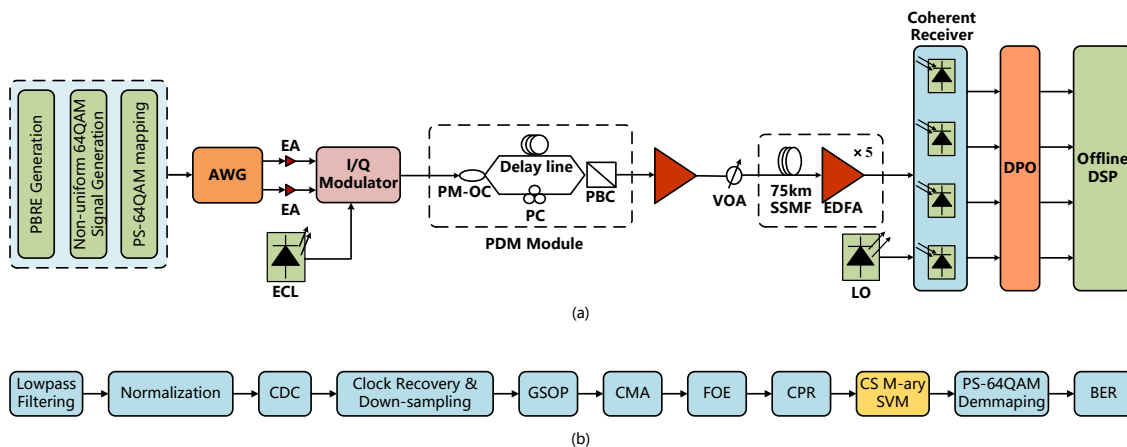 PBRE Generation
Non-uniform 64QAM
Signal Generation
PS-64QAM mapping
AWG
EA
EA
I/Q
Modulator
ECL
PM-OC
Delay line
PC
PBC
PDM Module
VOA
75km
SSMF
× 5
EDFA
LO
Coherent
Receiver
DPO
Offline
DSP
(a)
Lowpass
Filtering
Normalization
CDC
Clock Recovery &
Down-sampling
GSOP
CMA
FOE
CPR
CS M-ary
SVM
PS-64QAM
Demmaping
BER
(b)